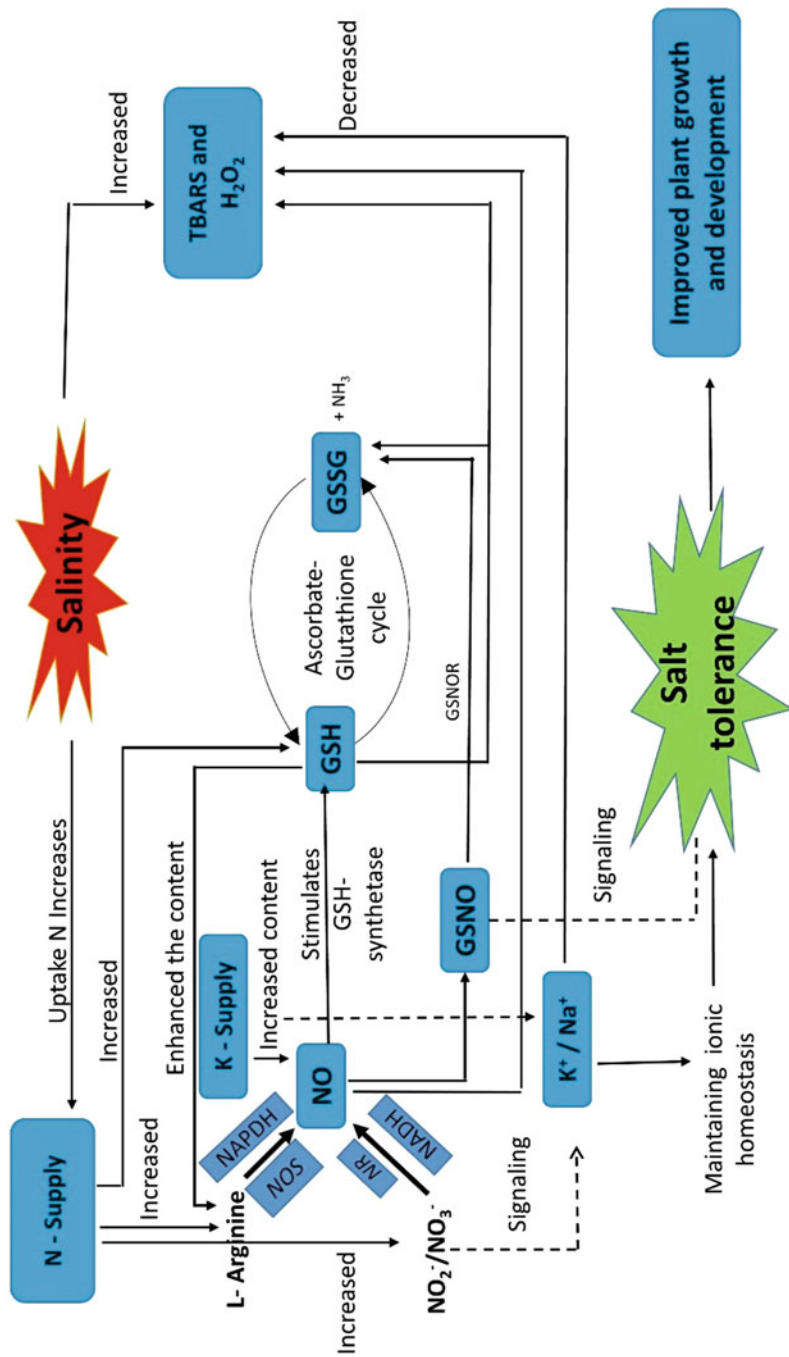 Salinity
Uptake N Increases
Increased
N - Supply
TBARS and
H₂O₂
Decreased
Increased
Increased
Increased
Enhanced the content
K - Supply
Increased content
L- Arginine
NAPDH
NOS
NO
NR
NADH
NO₂⁻/NO₃⁻
Stimulates
GSH-
synthetase
GSH
Ascorbate-
Glutathione
cycle
GSSG
+ NH₃
GSNOR
GSNO
Signaling
Signaling
K⁺ / Na⁺
Maintaining ionic
homeostasis
Salt
tolerance
Improved plant growth
and development